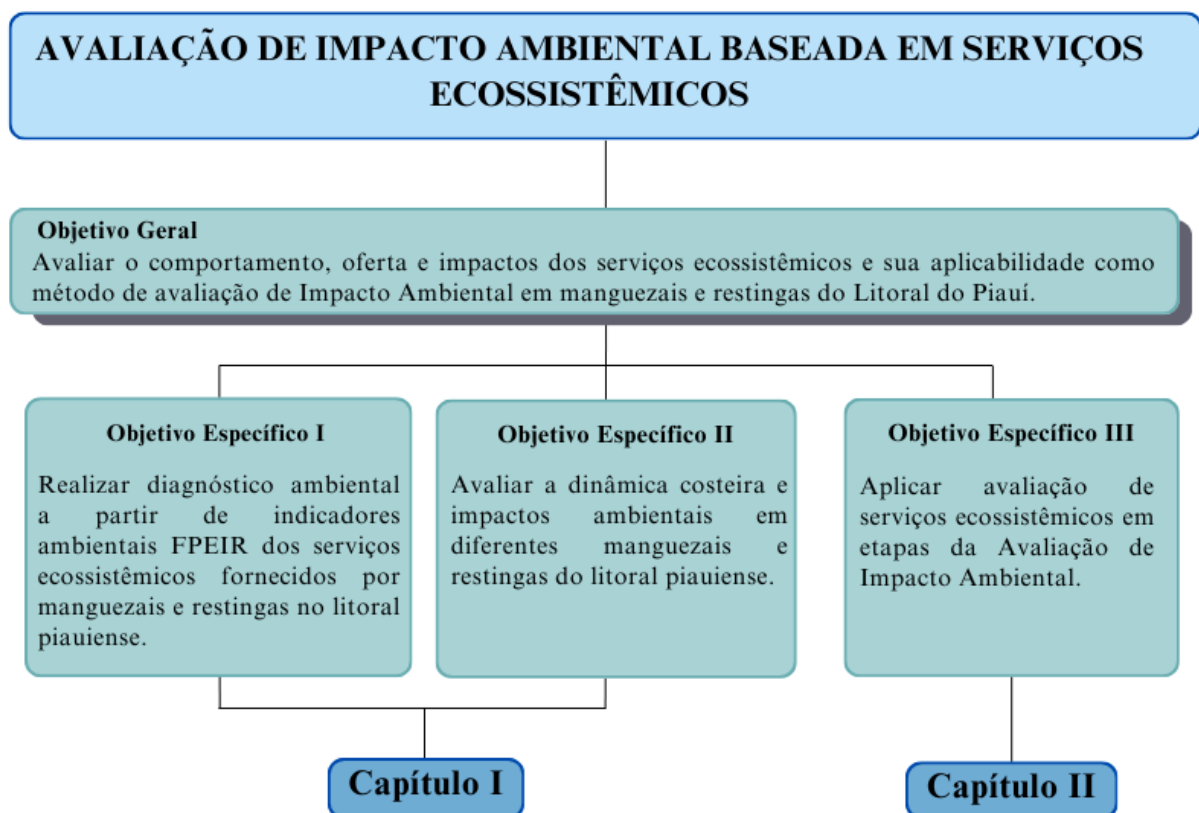 AVALIAÇÃO DE IMPACTO AMBIENTAL BASEADA EM SERVIÇOS
ECOSSISTÊMICOS
Objetivo Geral
Avaliar o comportamento, oferta e impactos dos serviços ecossistêmicos e sua aplicabilidade como
método de avaliação de Impacto Ambiental em manguezais e restingas do Litoral do Piauí.
Objetivo Específico I
Realizar diagnóstico ambiental
a partir de indicadores
ambientais FPEIR dos serviços
ecossistêmicos fornecidos por
manguezais e restingas no litoral
piauiense.
Objetivo Específico II
Avaliar a dinâmica costeira e
impactos ambientais em
diferentes manguezais e
restingas do litoral piauiense.
Objetivo Específico III
Aplicar avaliação de
serviços ecossistêmicos em
etapas da Avaliação de
Impacto Ambiental.
Capítulo I
Capítulo II